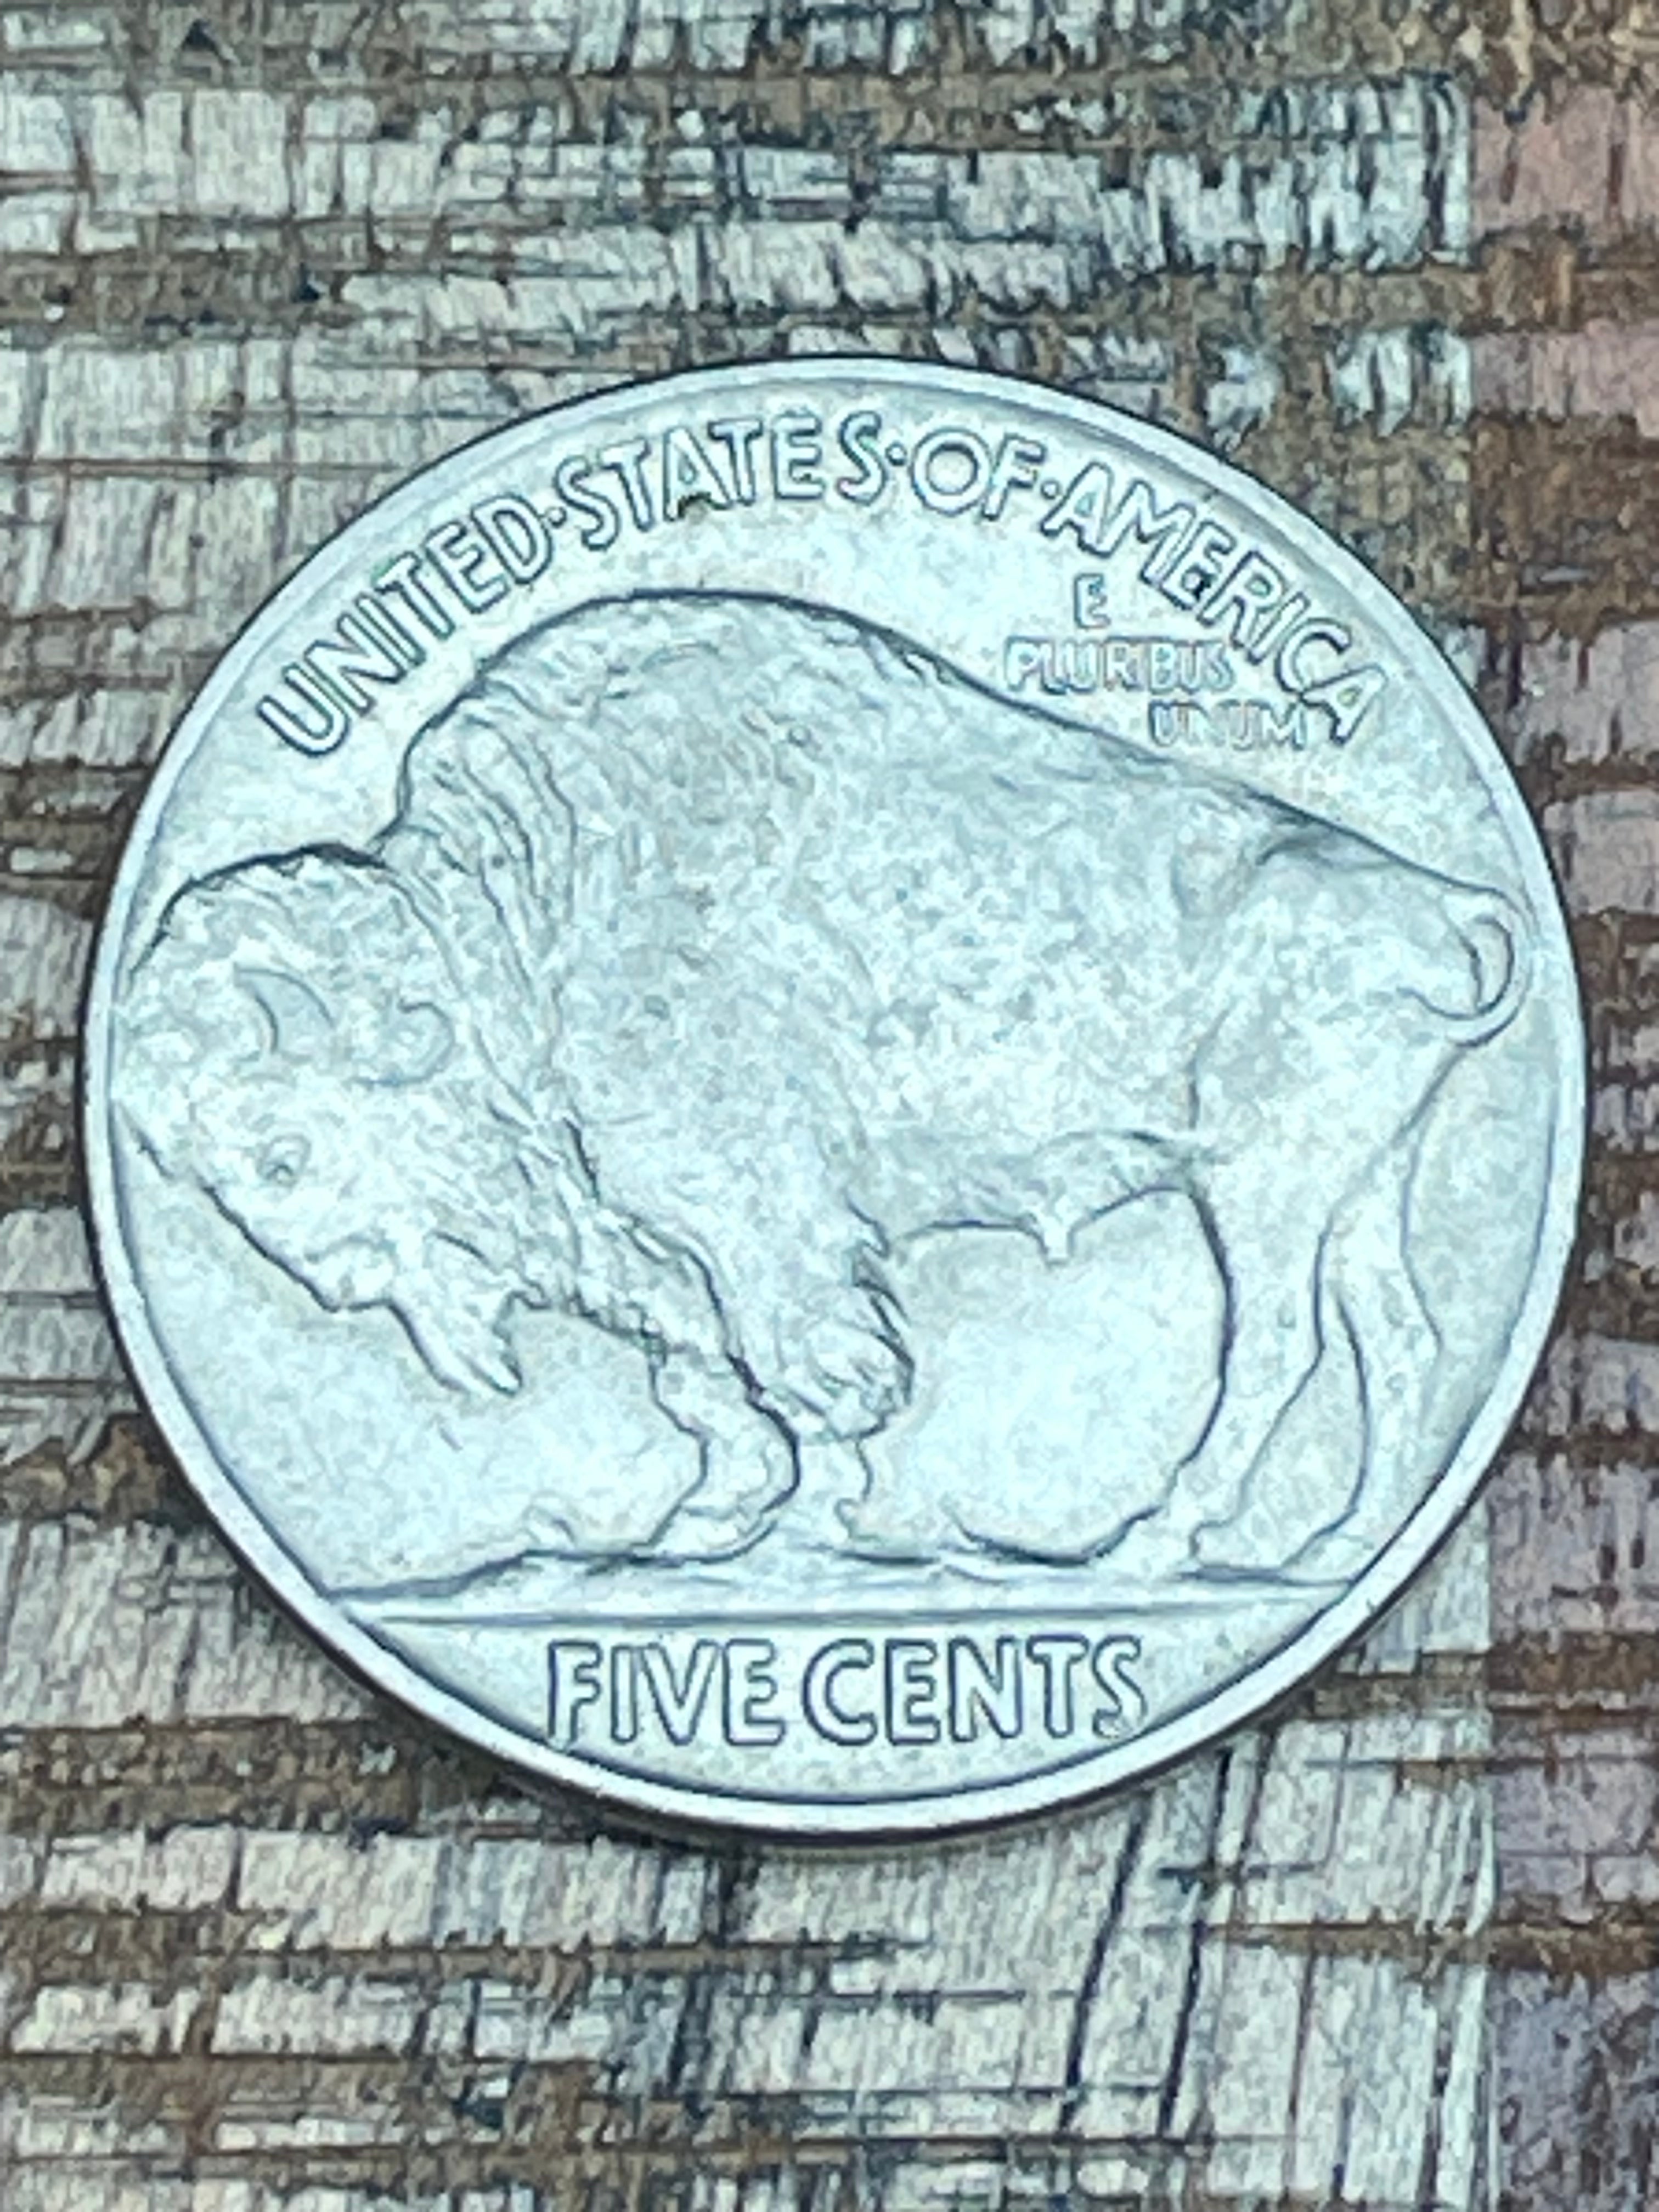 UNITED·STATES·OF·AMERICA
E
PLURIBUS
UNUM
FIVE CENTS